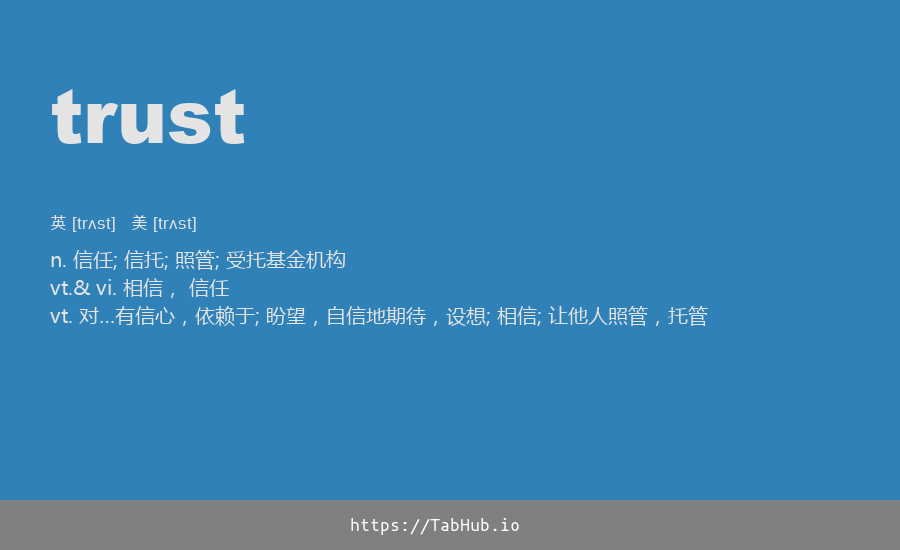 trust
英 [trʌst] 美 [trʌst]
n. 信任; 信托; 照管; 受托基金机构
vt.& vi. 相信， 信任
vt. 对...有信心，依赖于; 盼望，自信地期待，设想; 相信; 让他人照管，托管
https://TabHub.io